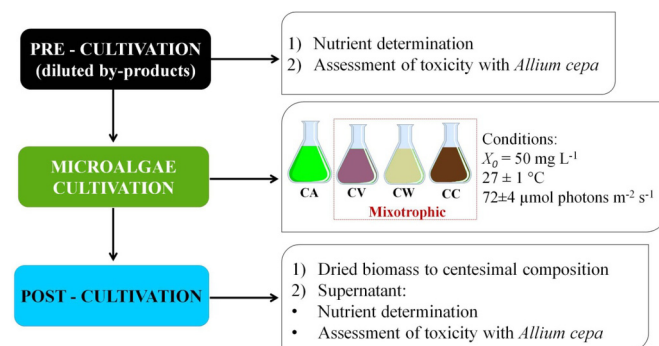 PRE - CULTIVATION
(diluted by-products)
1) Nutrient determination
2) Assessment of toxicity with Allium cepa
MICROALGAE
CULTIVATION
CA
CV
CW
CC
Mixotrophic
Conditions:
X₀ = 50 mg L⁻¹
27 ± 1 °C
72±4 µmol photons m⁻² s⁻¹
POST - CULTIVATION
1) Dried biomass to centesimal composition
2) Supernatant:
• Nutrient determination
• Assessment of toxicity with Allium cepa